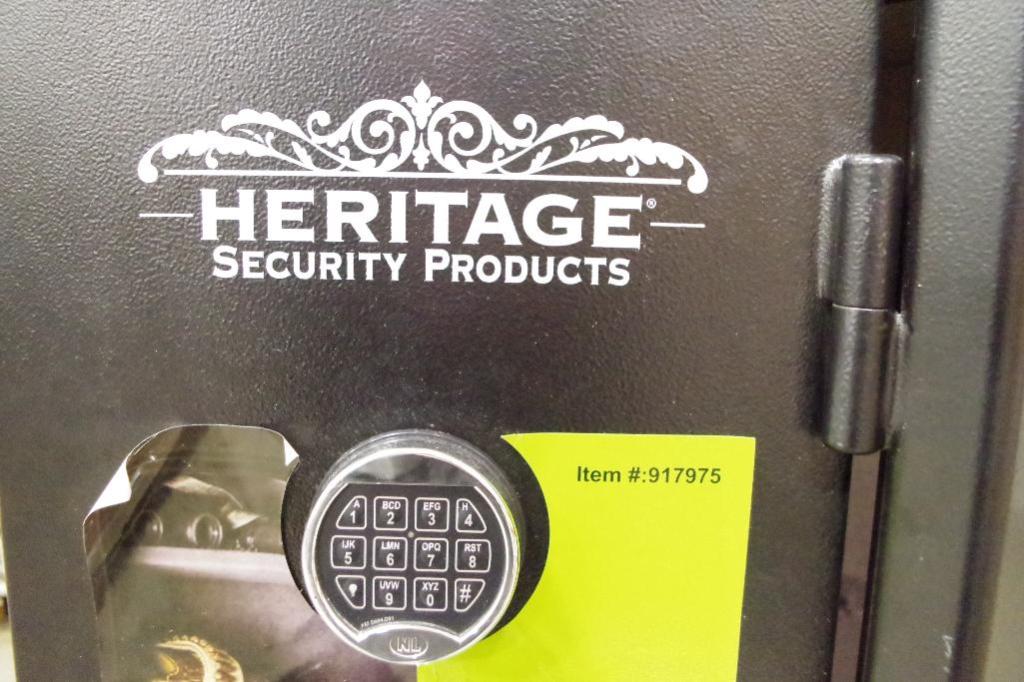 HERITAGE®
SECURITY PRODUCTS
Item #:917975
A BCD EFG H
1 2 3 4
IJK LMN OPQ RST
5 6 7 8
UVW XYZ
9 0 #
NL